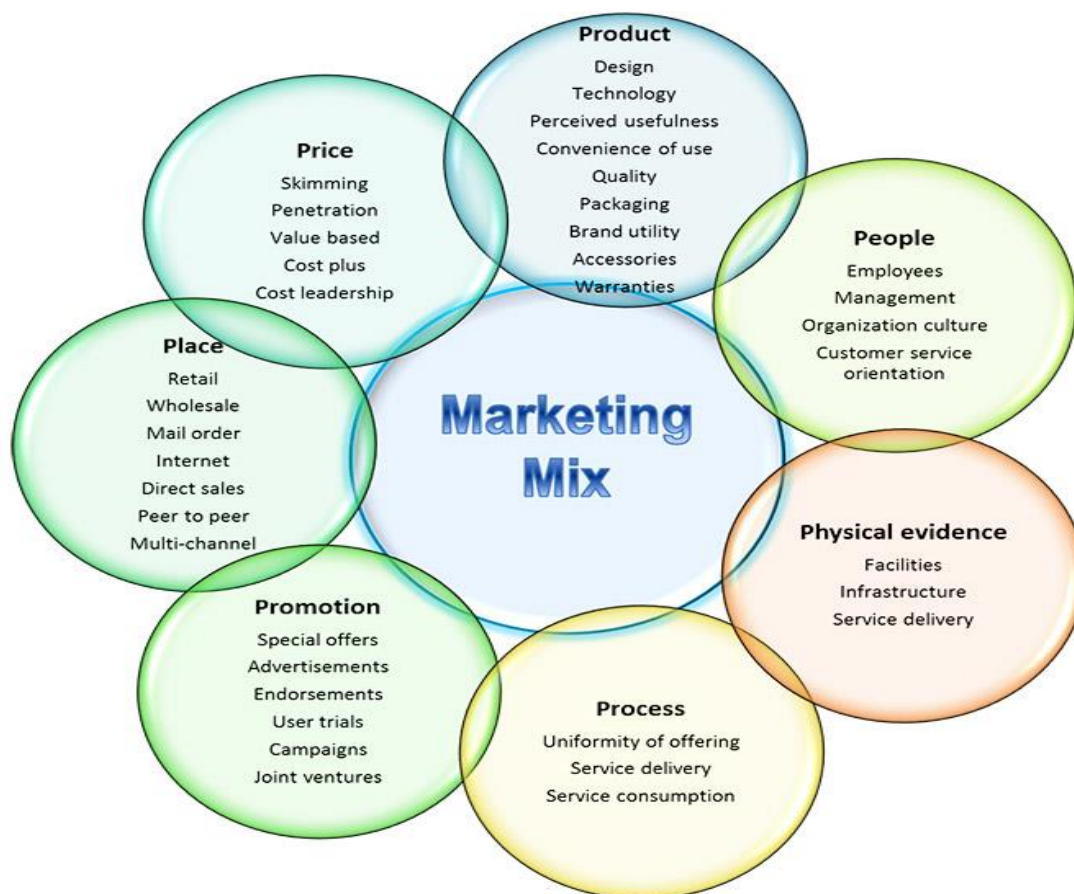 Product
Design
Technology
Perceived usefulness
Convenience of use
Quality
Packaging
Brand utility
Accessories
Warranties
Price
Skimming
Penetration
Value based
Cost plus
Cost leadership
People
Employees
Management
Organization culture
Customer service
orientation
Place
Retail
Wholesale
Mail order
Internet
Direct sales
Peer to peer
Multi-channel
Marketing
Mix
Physical evidence
Facilities
Infrastructure
Service delivery
Promotion
Special offers
Advertisements
Endorsements
User trials
Campaigns
Joint ventures
Process
Uniformity of offering
Service delivery
Service consumption